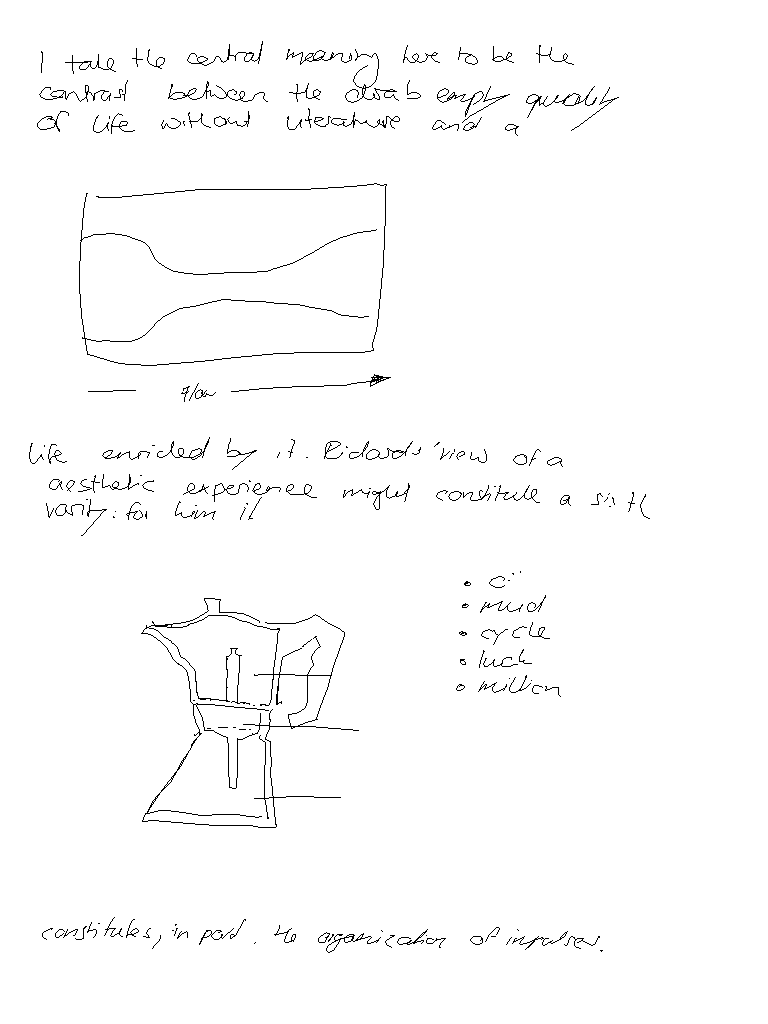 I take the central meaning here to be the
contrast between the drab empty quality
of life without literature and a
Flow
life enriched by it. Richards' view of a
aesthetic experience might constitute a sixth
varity: for him it
• mud
• cycle
• luck
• million
constitutes, in part, the organization of impulses.